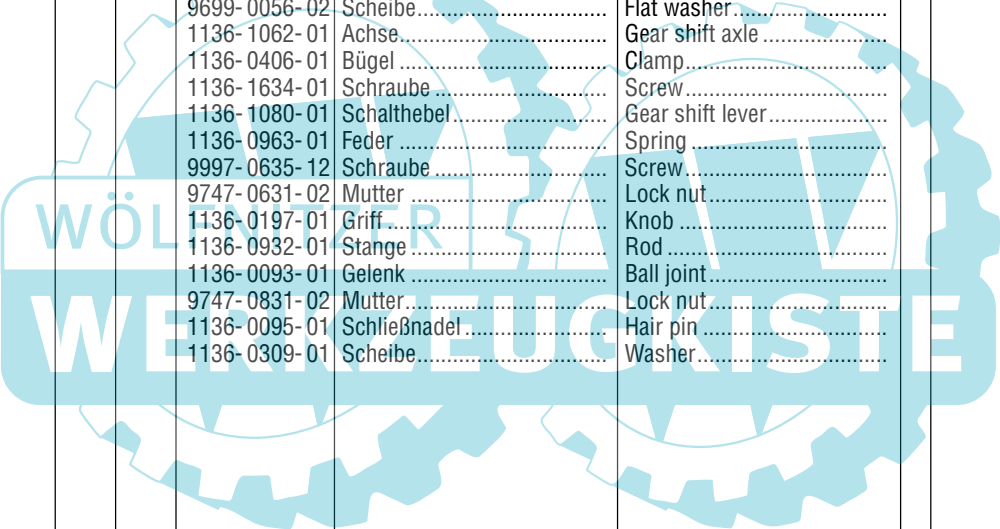 9699-0056-02 Scheibe.............................. Flat washer........................
1136-1062-01 Achse................................. Gear shift axle ...................
1136-0406-01 Bügel ................................. Clamp................................
1136-1634-01 Schraube ........................... Screw................................
1136-1080-01 Schalthebel........................ Gear shift lever...................
1136-0963-01 Feder ................................. Spring ...............................
9997-0635-12 Schraube ........................... Screw................................
9747-0631-02 Mutter ................................ Lock nut............................
WÖLFNITZER
1136-0197-01 Griff ................................... Knob .................................
1136-0932-01 Stange ............................... Rod ...................................
1136-0093-01 Gelenk ............................... Ball joint............................
WERKZEUGKISTE
9747-0831-02 Mutter................................ Lock nut ............................
1136-0095-01 Schließnadel ...................... Hair pin .............................
1136-0309-01 Scheibe.............................. Washer..............................